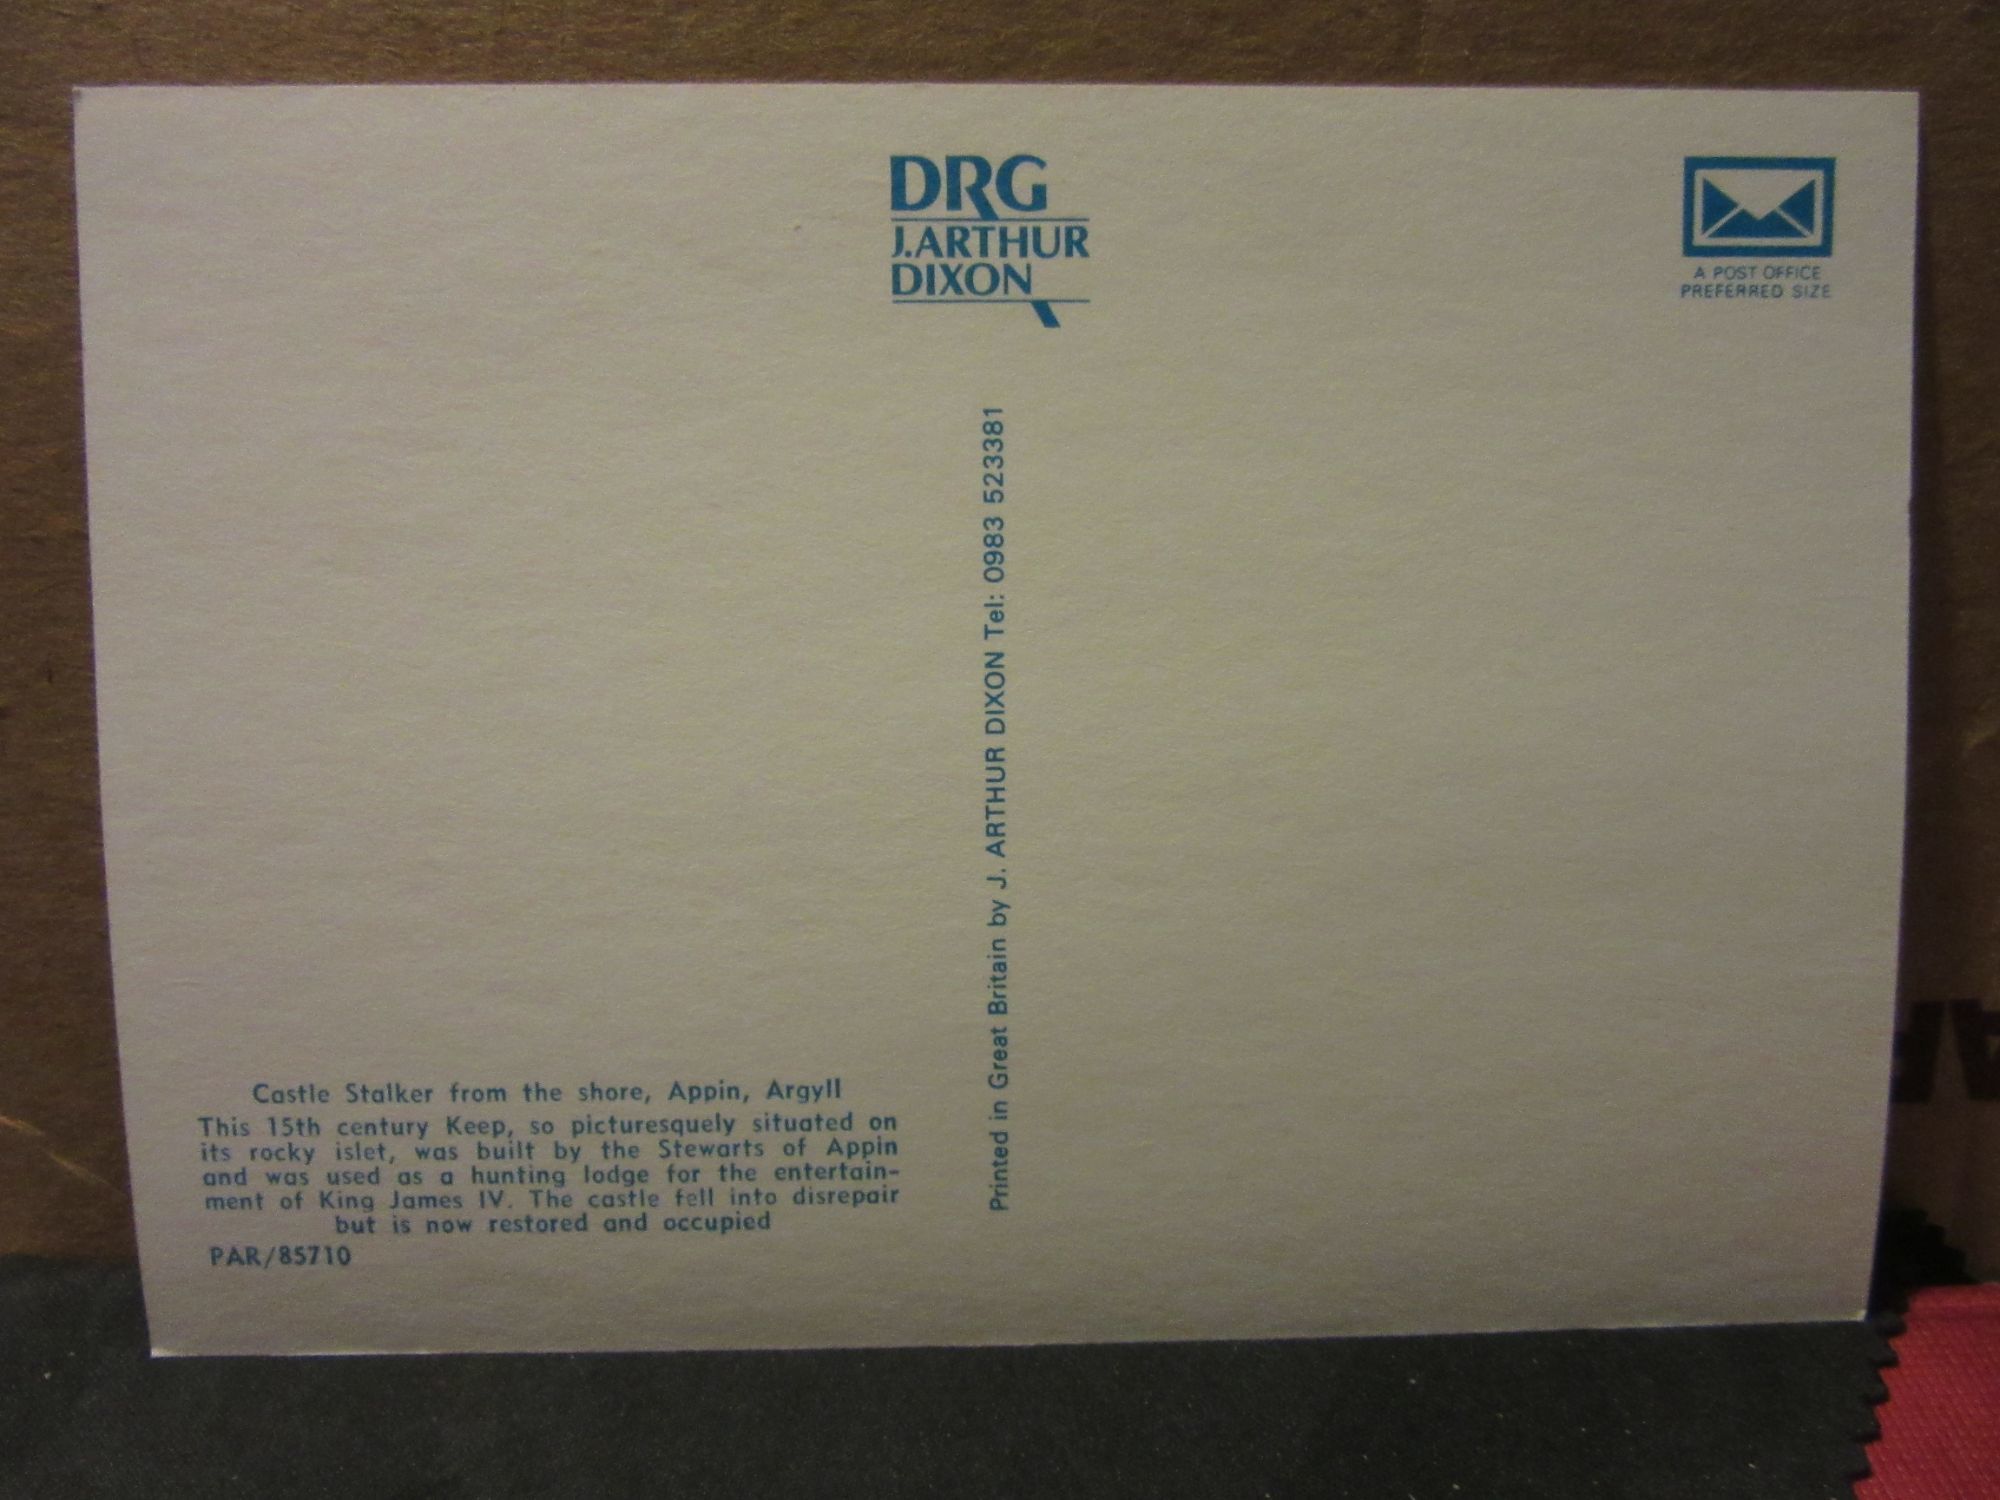 DRG
J.ARTHUR
DIXON
A POST OFFICE
PREFERRED SIZE
Printed in Great Britain by J. ARTHUR DIXON Tel: 0983 523381
Castle Stalker from the shore, Appin, Argyll
This 15th century Keep, so picturesquely situated on
its rocky islet, was built by the Stewarts of Appin
and was used as a hunting lodge for the entertain-
ment of King James IV. The castle fell into disrepair
but is now restored and occupied
PAR/85710